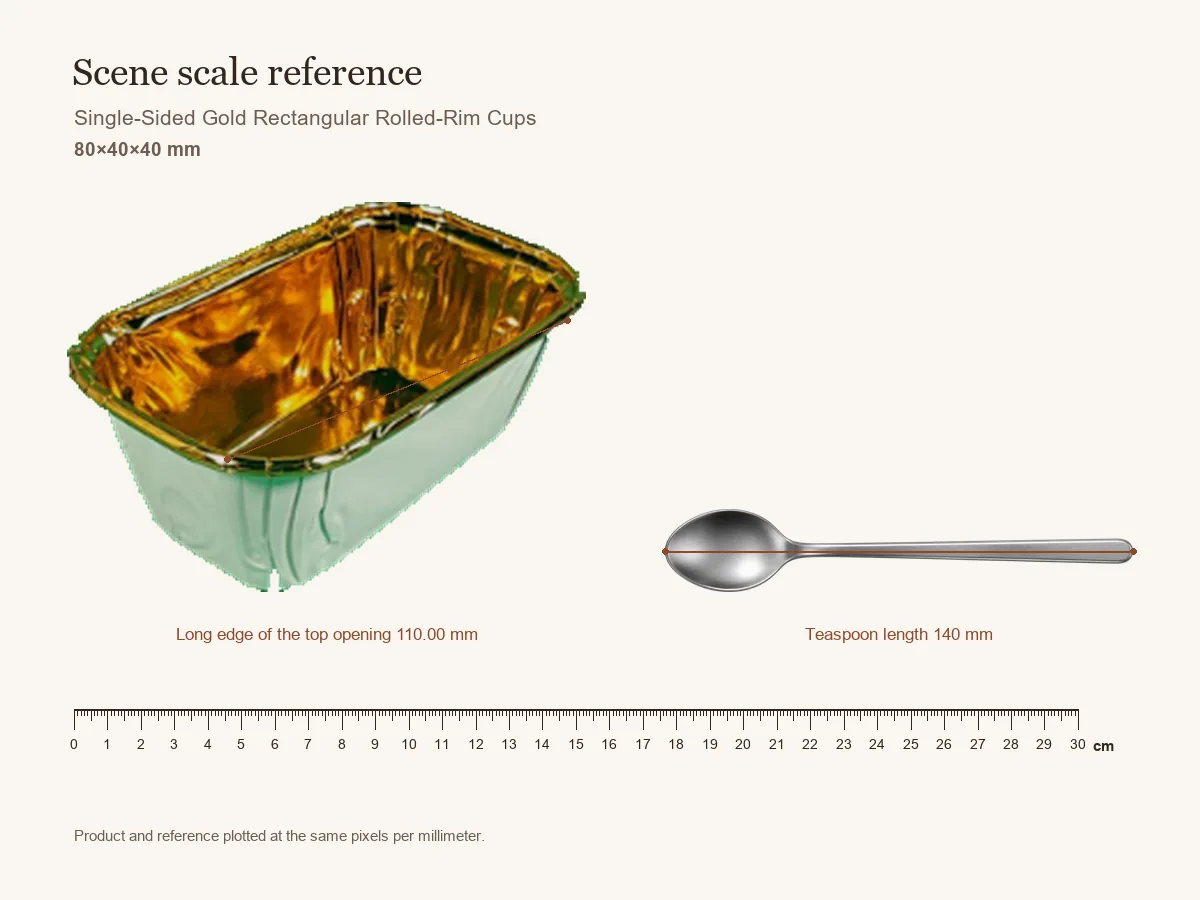 Scene scale reference
Single-Sided Gold Rectangular Rolled-Rim Cups
80×40×40 mm
Long edge of the top opening 110.00 mm
Teaspoon length 140 mm
0 1 2 3 4 5 6 7 8 9 10 11 12 13 14 15 16 17 18 19 20 21 22 23 24 25 26 27 28 29 30 cm
Product and reference plotted at the same pixels per millimeter.